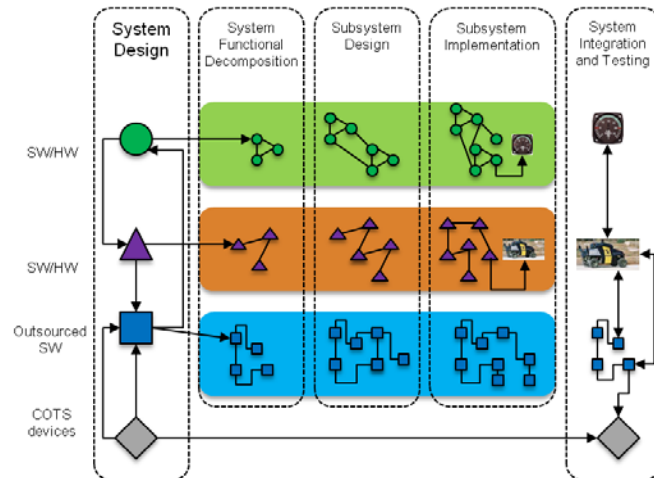 System
Design
System
Functional
Decomposition
Subsystem
Design
Subsystem
Implementation
System
Integration
and Testing
SW/HW
SW/HW
Outsourced
SW
COTS
devices